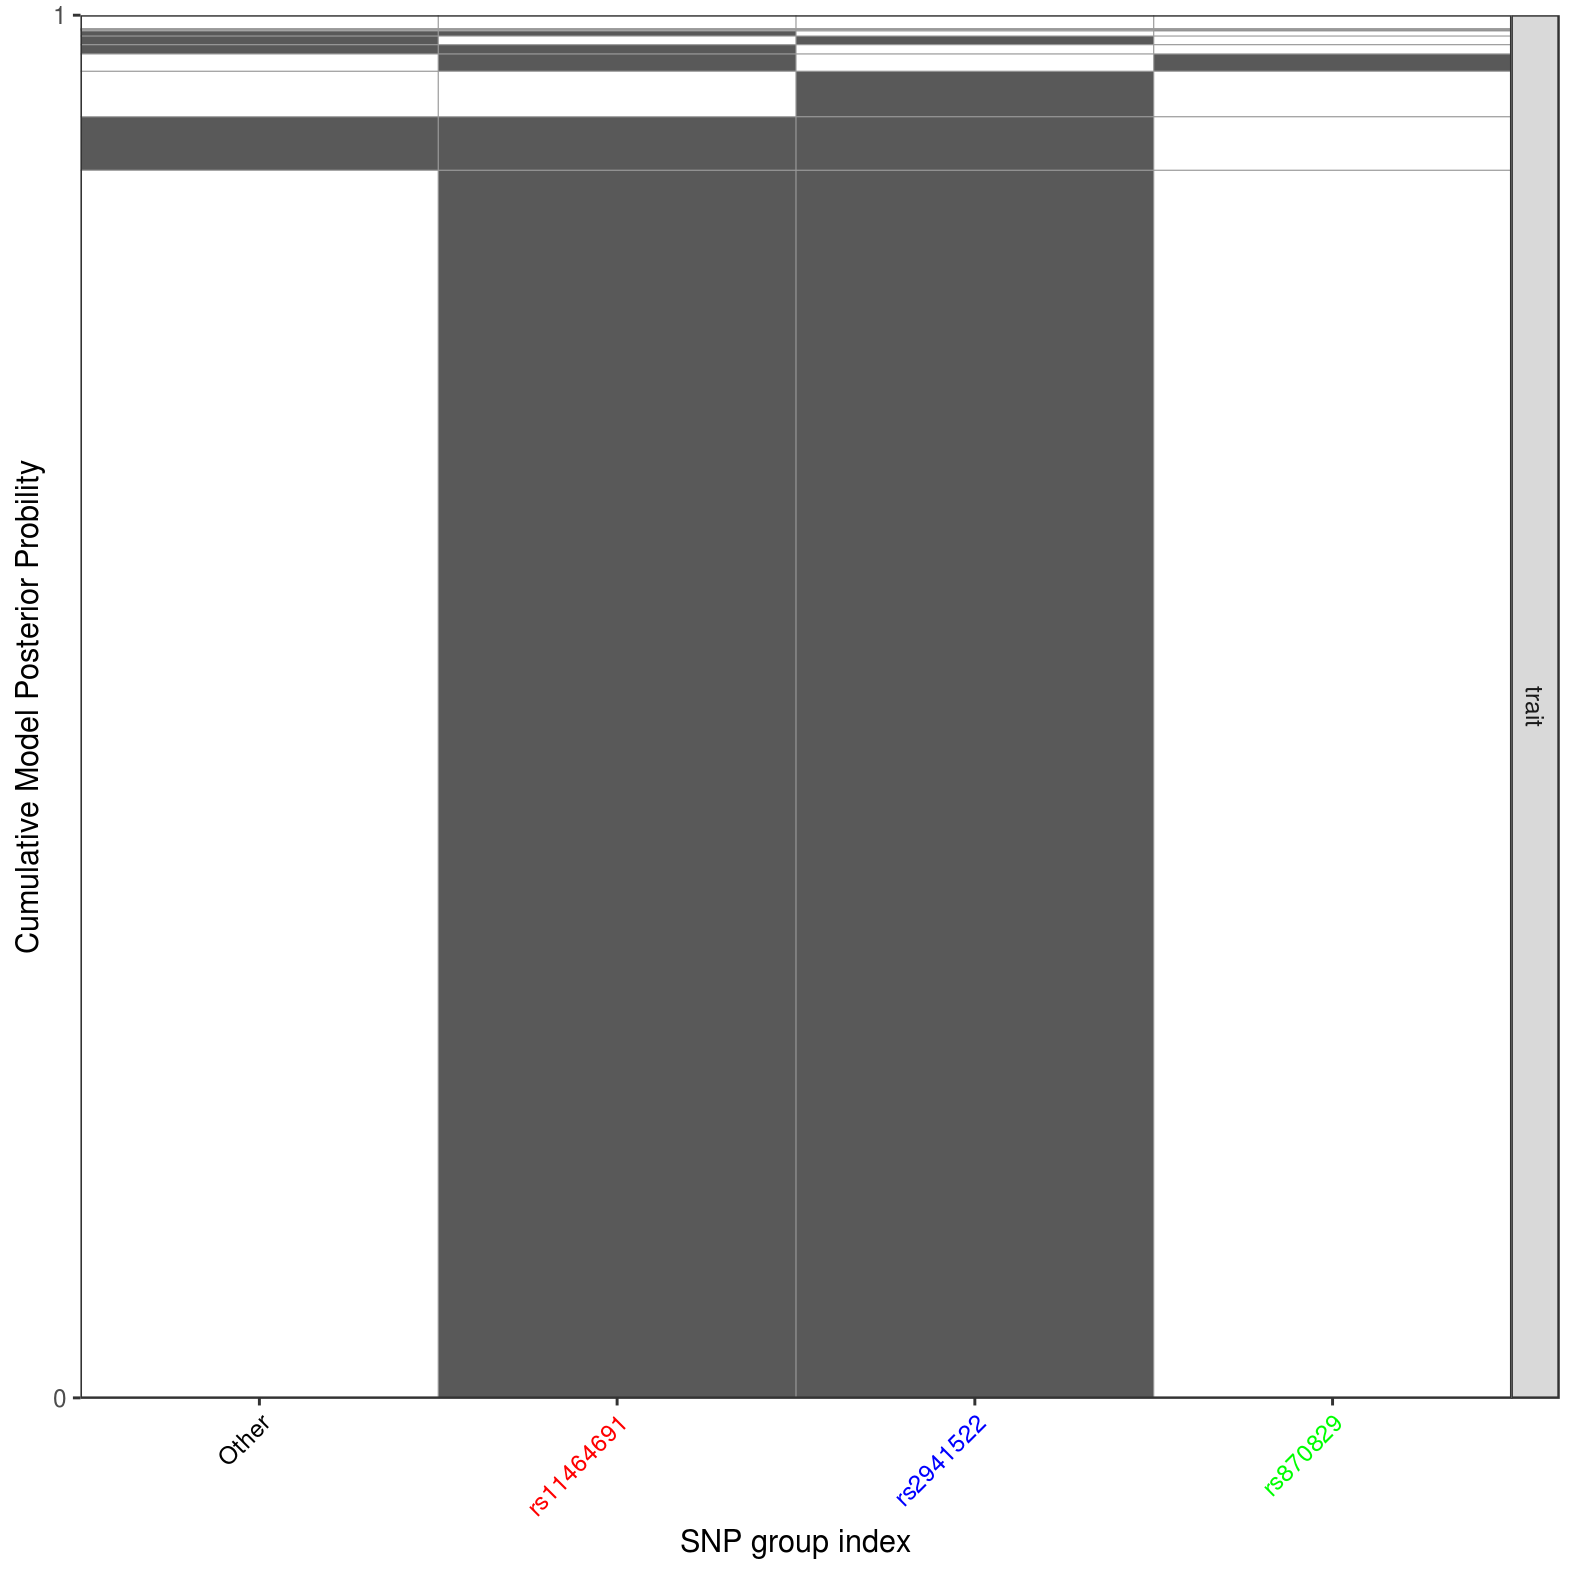 1
Cumulative Model Posterior Probility
trait
0
Other
rs11464691
rs2941522
rs870829
SNP group index